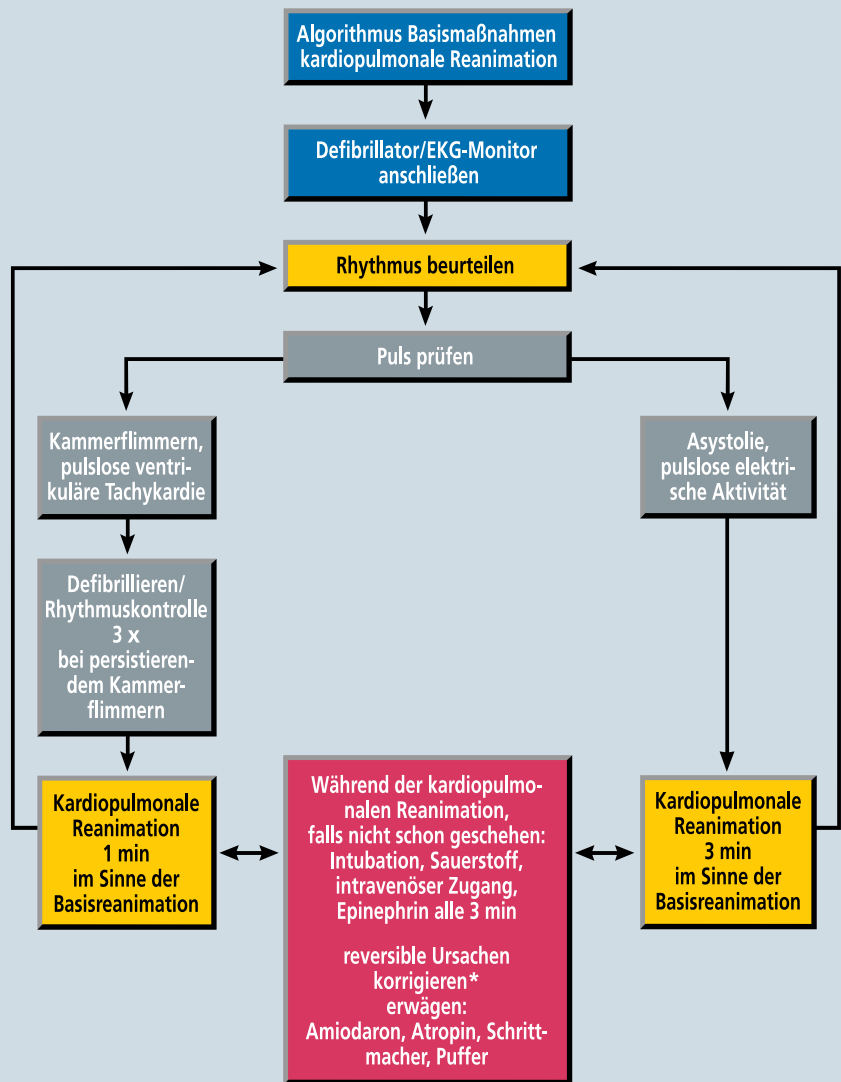 Algorithmus Basismaßnahmen
kardiopulmonale Reanimation
Defibrillator/EKG-Monitor
anschließen
Rhythmus beurteilen
Puls prüfen
Kammerflimmern,
pulslose ventri-
kuläre Tachykardie
Asystolie,
pulslose elektri-
sche Aktivität
Defibrillieren/
Rhythmuskontrolle
3 x
bei persistieren-
dem Kammer-
flimmern
Kardiopulmonale
Reanimation
1 min
im Sinne der
Basisreanimation
Während der kardiopulmo-
nalen Reanimation,
falls nicht schon geschehen:
Intubation, Sauerstoff,
intravenöser Zugang,
Epinephrin alle 3 min
reversible Ursachen
korrigieren*
erwägen:
Amiodaron, Atropin, Schritt-
macher, Puffer
Kardiopulmonale
Reanimation
3 min
im Sinne der
Basisreanimation